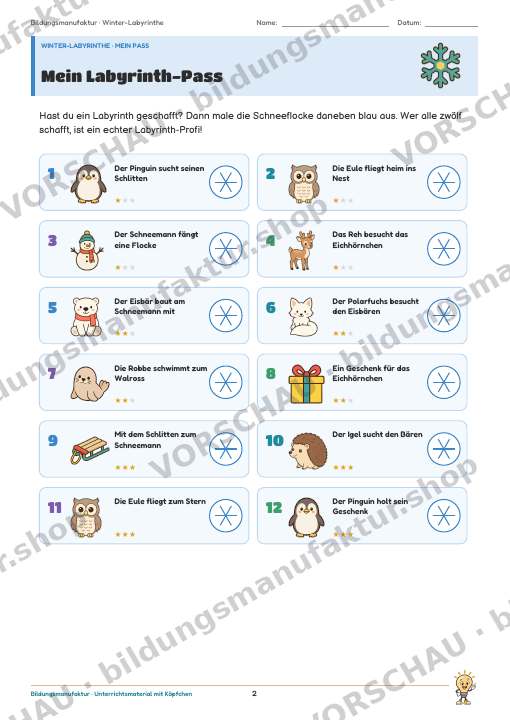 Bildungsmanufaktur · Winter-Labyrinthe
Name: Datum:
WINTER-LABYRINTHE · MEIN PASS
Mein Labyrinth-Pass
Hast du ein Labyrinth geschafft? Dann male die Schneeflocke daneben blau aus. Wer alle zwölf
schafft, ist ein echter Labyrinth-Profi!
1
Der Pinguin sucht seinen
Schlitten
2
Die Eule fliegt heim ins
Nest
3
Der Schneemann fängt
eine Flocke
4
Das Reh besucht das
Eichhörnchen
5
Der Eisbär baut am
Schneemann mit
6
Der Polarfuchs besucht
den Eisbären
7
Die Robbe schwimmt zum
Walross
8
Ein Geschenk für das
Eichhörnchen
9
Mit dem Schlitten zum
Schneemann
10
Der Igel sucht den Bären
11
Die Eule fliegt zum Stern
12
Der Pinguin holt sein
Geschenk
Bildungsmanufaktur · Unterrichtsmaterial mit Köpfchen
2
VORSCHAU · bildungsmanufaktur.shop
VORSCHAU · bildungsmanufaktur.shop
VORSCHAU · bildungsmanufaktur.shop